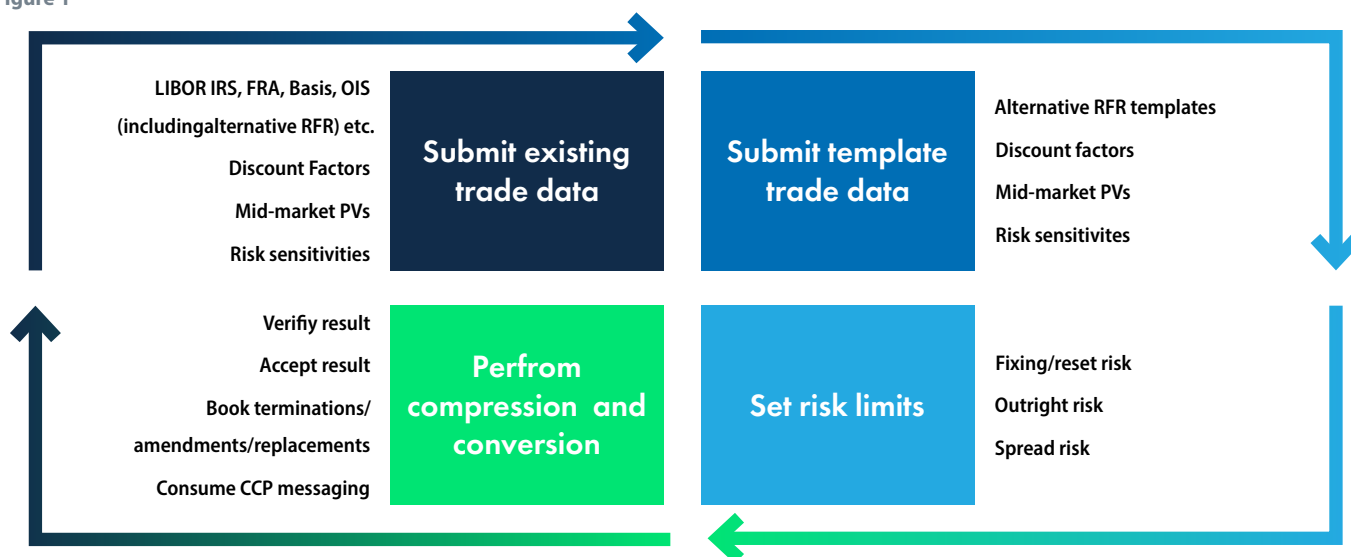 igure 1
LIBOR IRS, FRA, Basis, OIS
(includingalternative RFR) etc.
Discount Factors
Mid-market PVs
Risk sensitivities
Submit existing
trade data
Submit template
trade data
Alternative RFR templates
Discount factors
Mid-market PVs
Risk sensitivites
Verifiy result
Accept result
Book terminations/
amendments/replacements
Consume CCP messaging
Perfrom
compression and
conversion
Set risk limits
Fixing/reset risk
Outright risk
Spread risk